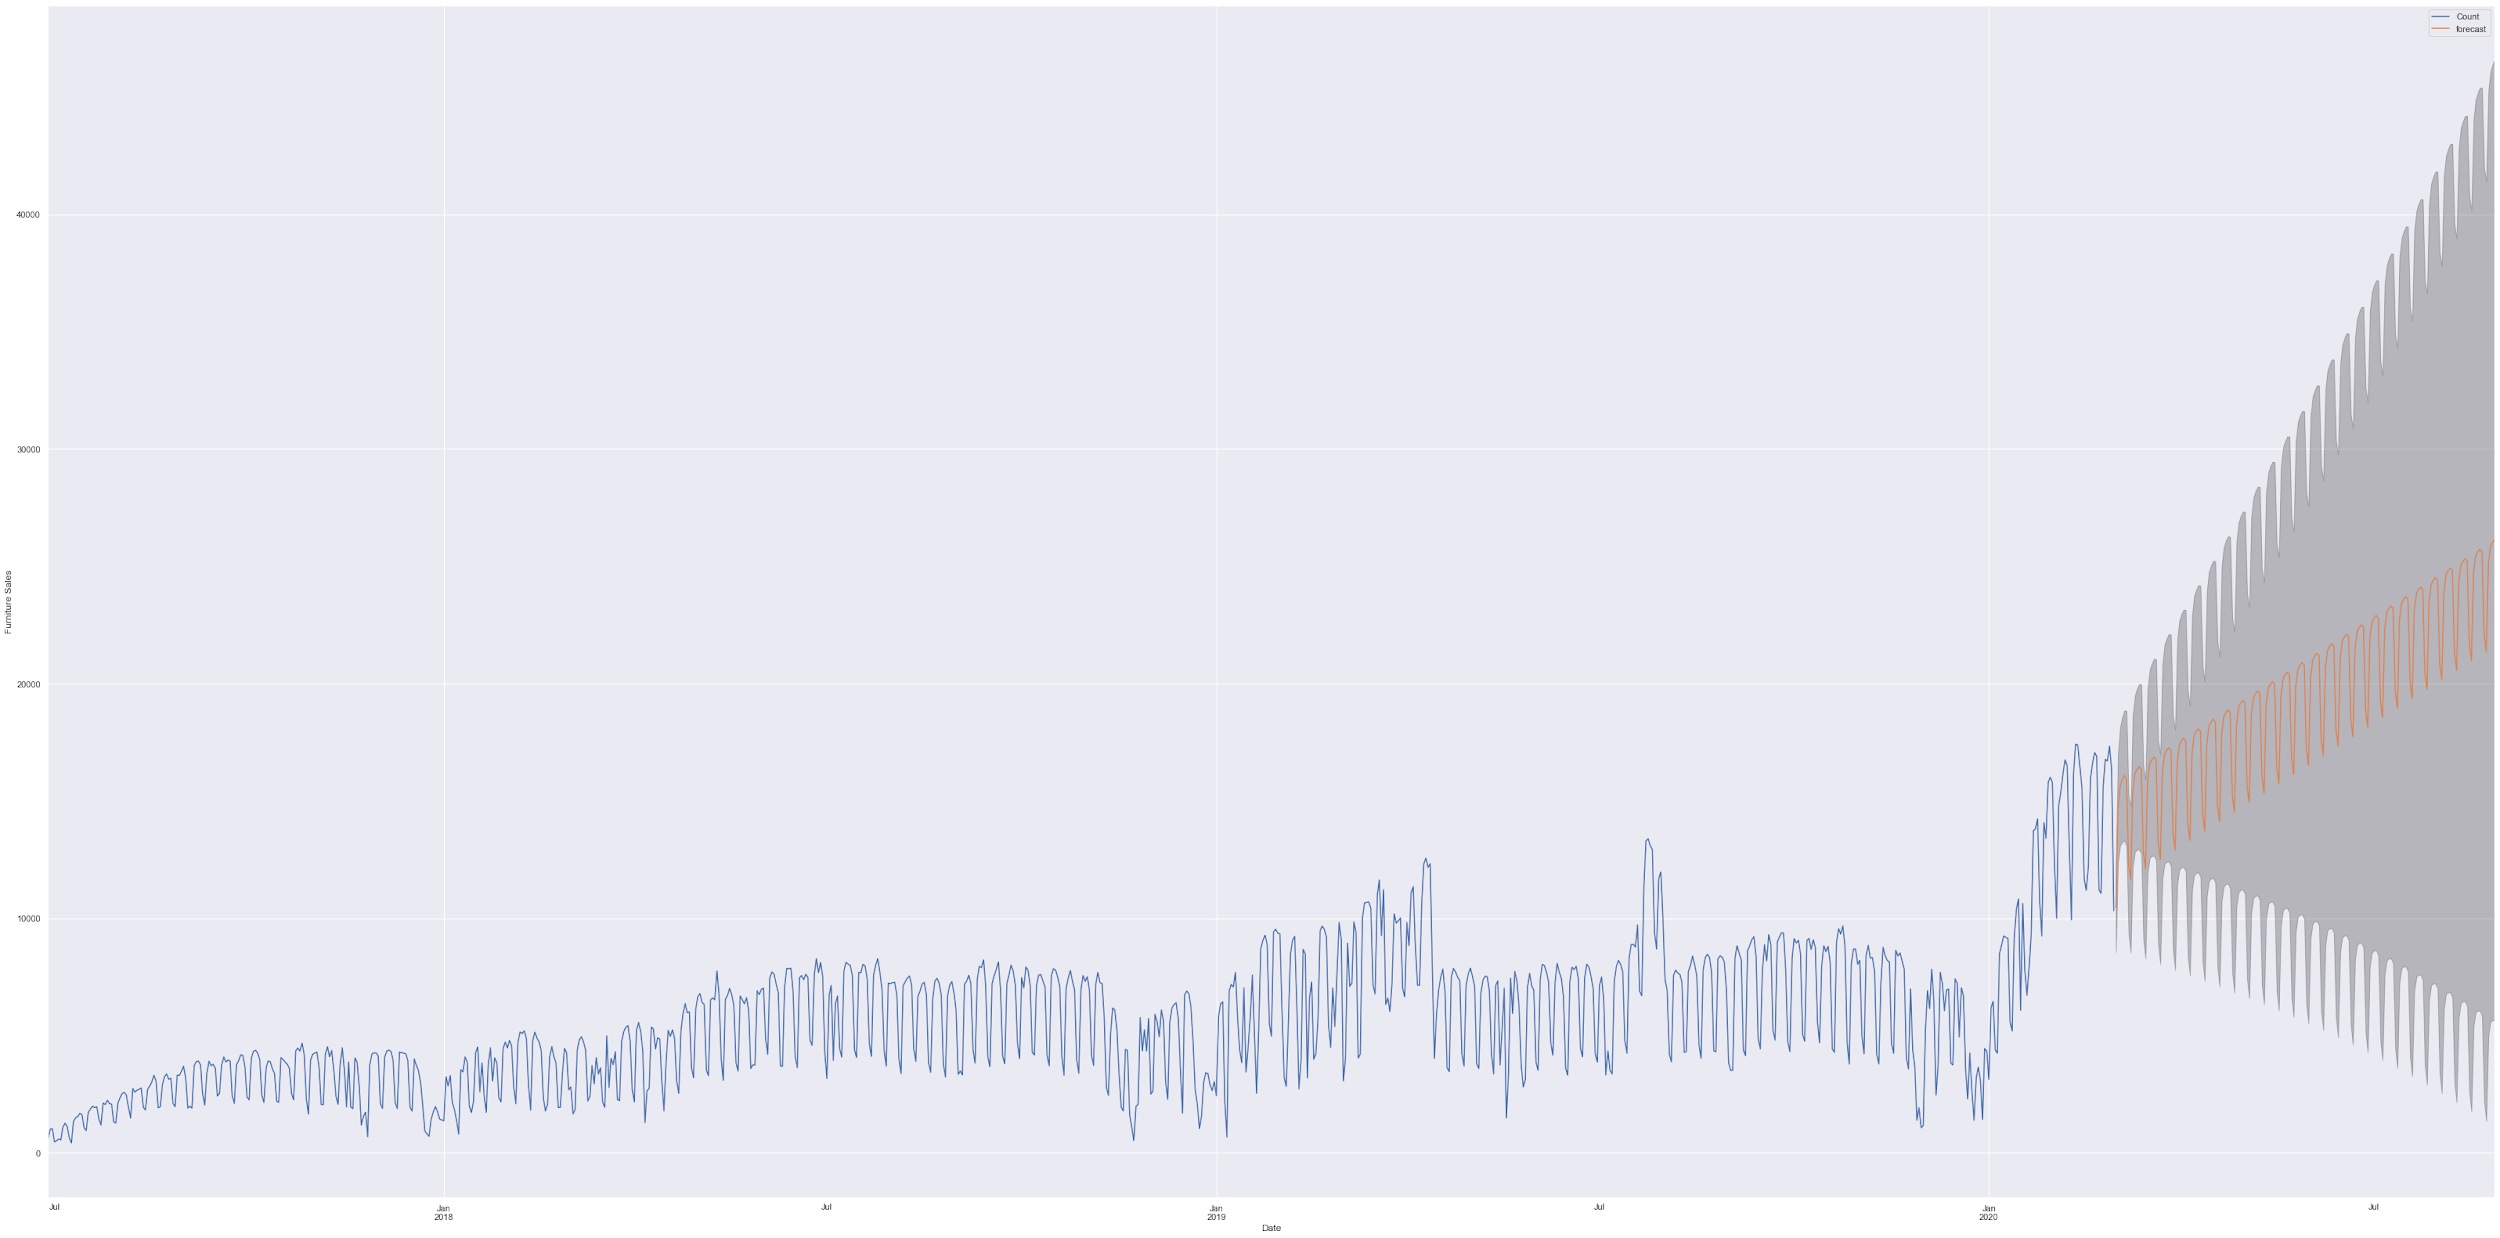 Count
forecast
40000
30000
20000
10000
0
Furniture Sales
Jul
Jan
2018
Jul
Jan
2019
Jul
Jan
2020
Jul
Date